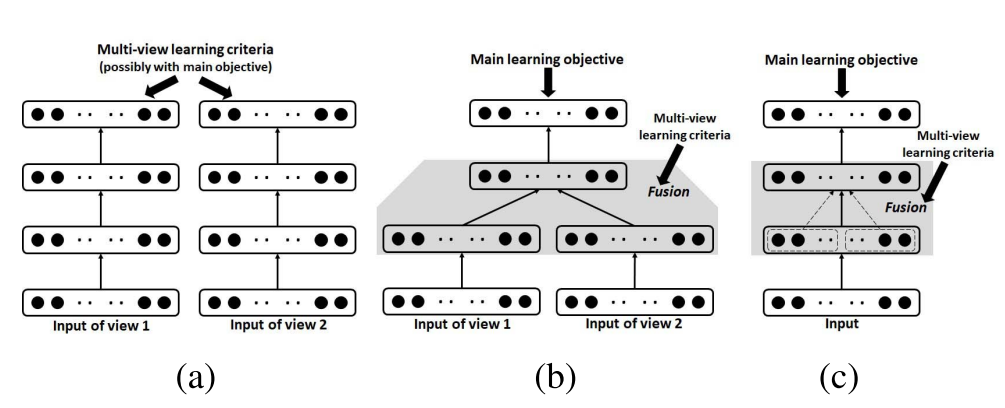 Multi-view learning criteria
(possibly with main objective)
Input of view 1
Input of view 2
(a)
Main learning objective
Multi-view
learning criteria
Fusion
Input of view 1
Input of view 2
(b)
Main learning objective
Multi-view
learning criteria
Fusion
Input
(c)